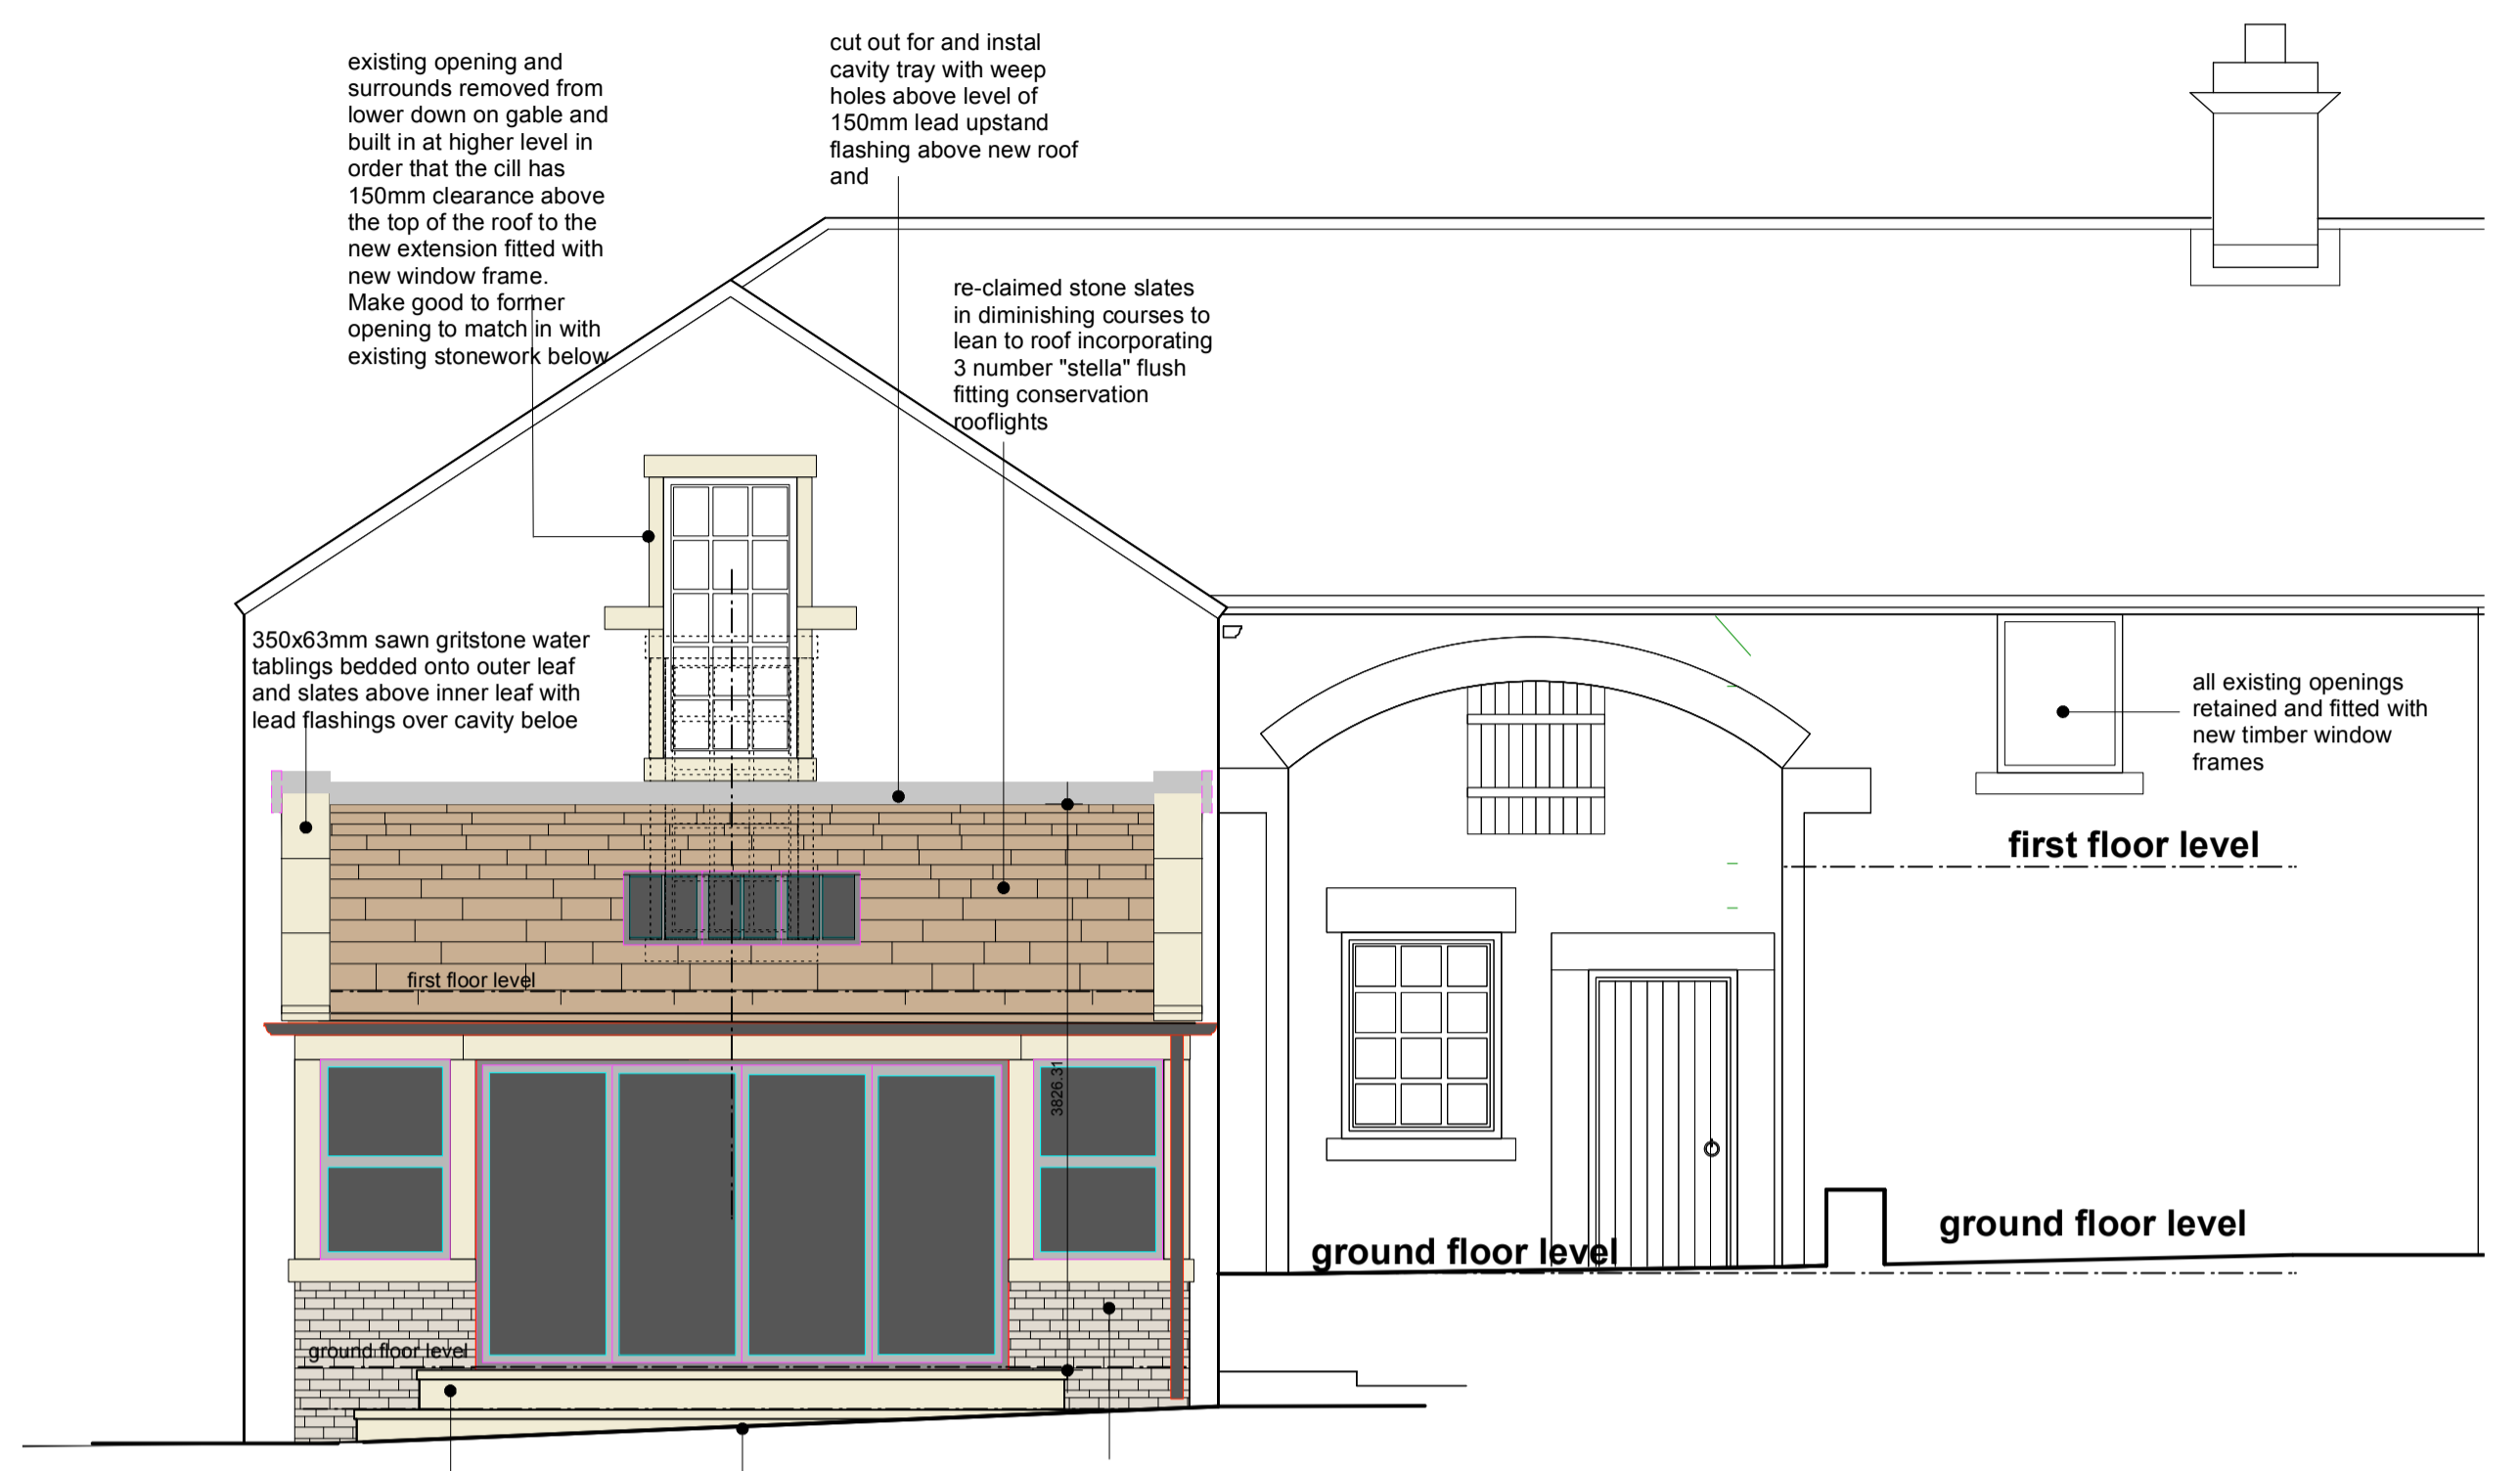 existing opening and
surrounds removed from
lower down on gable and
built in at higher level in
order that the cill has
150mm clearance above
the top of the roof to the
new extension fitted with
new window frame.
Make good to former
opening to match in with
existing stonework below
cut out for and instal
cavity tray with weep
holes above level of
150mm lead upstand
flashing above new roof
and
re-claimed stone slates
in diminishing courses to
lean to roof incorporating
3 number "stella" flush
fitting conservation
rooflights
350x63mm sawn gritstone water
tablings bedded onto outer leaf
and slates above inner leaf with
lead flashings over cavity beloe
all existing openings
retained and fitted with
new timber window
frames
first floor level
first floor level
3826.31
ground floor level
ground floor level
ground floor level